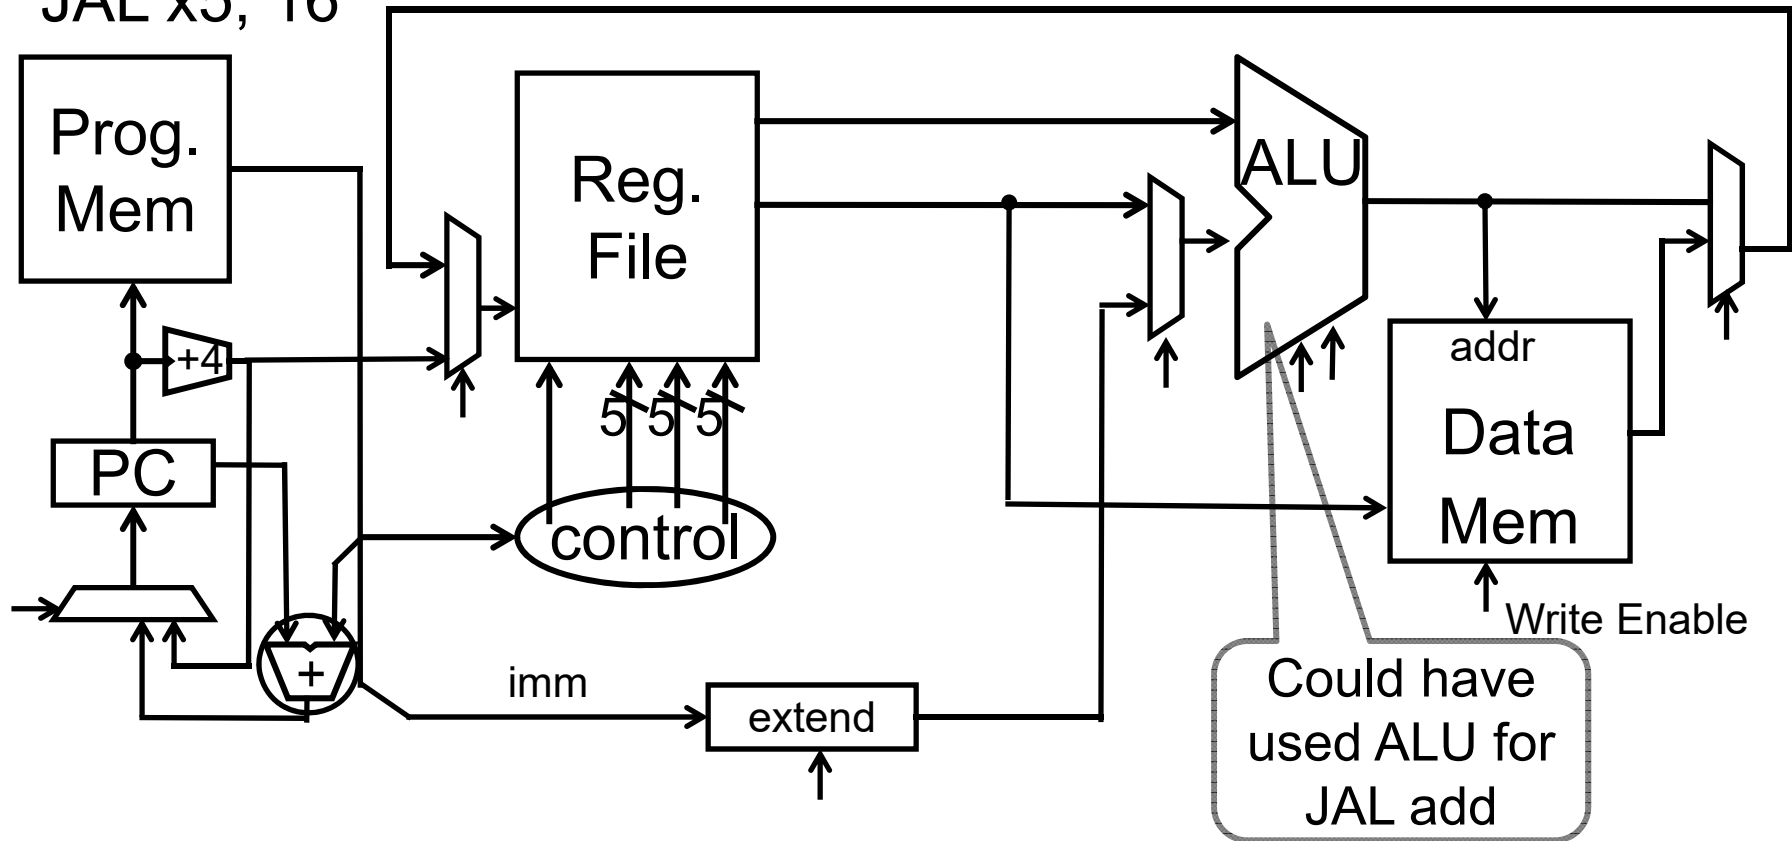 JAL x5, 16
Prog.
Mem
Reg.
File
ALU
+4
addr
5 5 5
Data
Mem
PC
control
Write Enable
+
imm
extend
Could have
used ALU for
JAL add